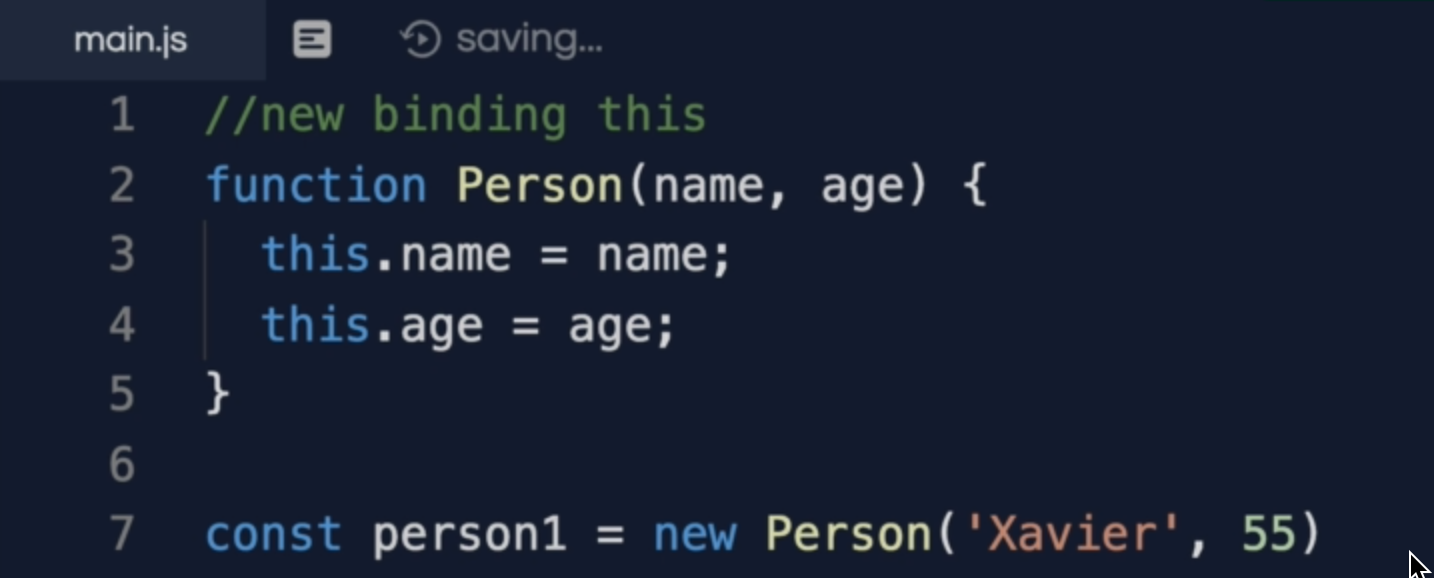 main.js saving...
1 //new binding this
2 function Person(name, age) {
3   this.name = name;
4   this.age = age;
5 }
6
7 const person1 = new Person('Xavier', 55)